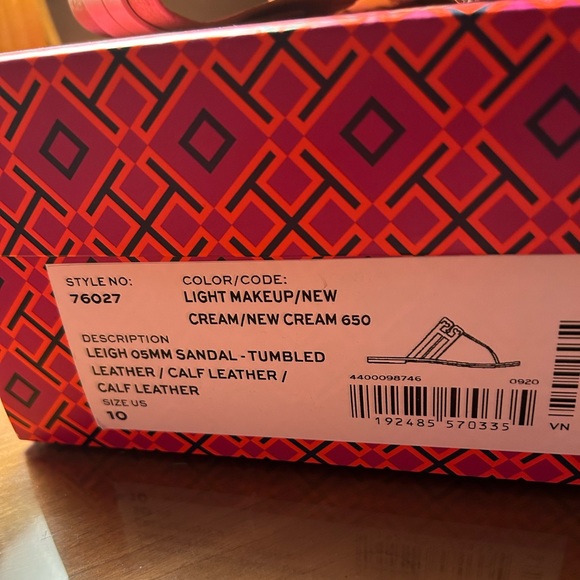 STYLE NO:
76027
COLOR/CODE:
LIGHT MAKEUP/NEW
CREAM/NEW CREAM 650
DESCRIPTION
LEIGH 05MM SANDAL - TUMBLED
LEATHER / CALF LEATHER /
CALF LEATHER
SIZE US
10
4400098746 0920
192485 570335
VN